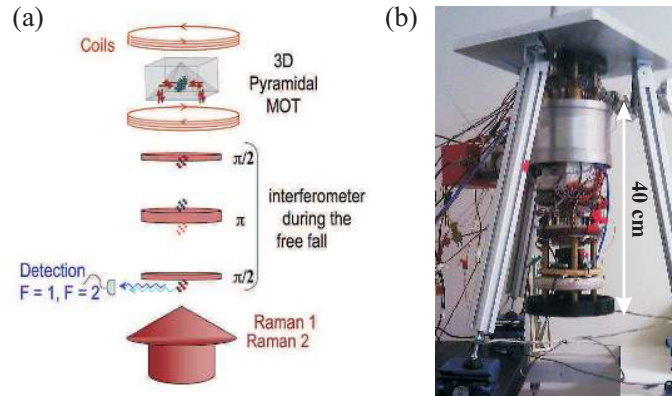 (a)
Coils
3D
Pyramidal
MOT
π/2
π
interferometer
during the
free fall
π/2
Detection
F = 1, F = 2
Raman 1
Raman 2
(b)
40 cm